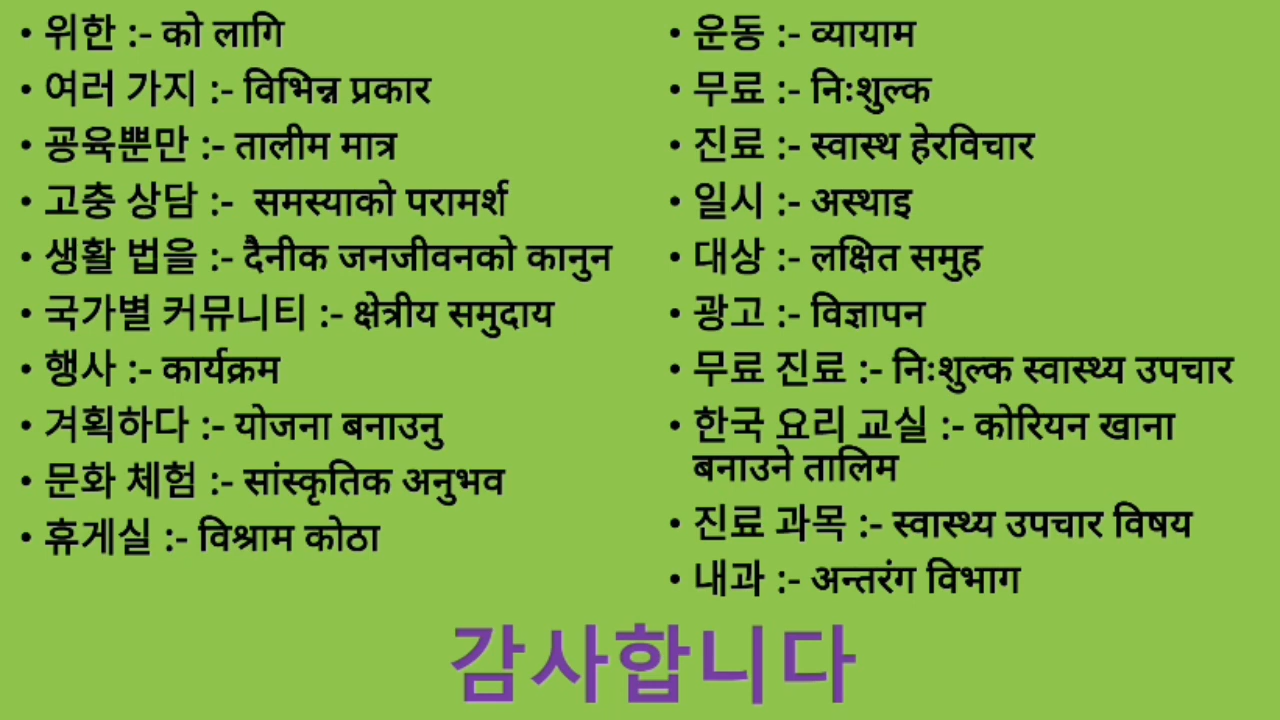 • 위한 :- को लागि
• 여러 가지 :- विभिन्न प्रकार
• 굥육뿐만 :- तालीम मात्र
• 고충 상담 :- समस्याको परामर्श
• 생활 법을 :- दैनीक जनजीवनको कानुन
• 국가별 커뮤니티 :- क्षेत्रीय समुदाय
• 행사 :- कार्यक्रम
• 겨획하다 :- योजना बनाउनु
• 문화 체험 :- सांस्कृतिक अनुभव
• 휴게실 :- विश्राम कोठा
• 운동 :- व्यायाम
• 무료 :- निःशुल्क
• 진료 :- स्वास्थ हेरविचार
• 일시 :- अस्थाइ
• 대상 :- लक्षित समुह
• 광고 :- विज्ञापन
• 무료 진료 :- निःशुल्क स्वास्थ्य उपचार
• 한국 요리 교실 :- कोरियन खाना
बनाउने तालिम
• 진료 과목 :- स्वास्थ्य उपचार विषय
• 내과 :- अन्तरंग विभाग
감사합니다